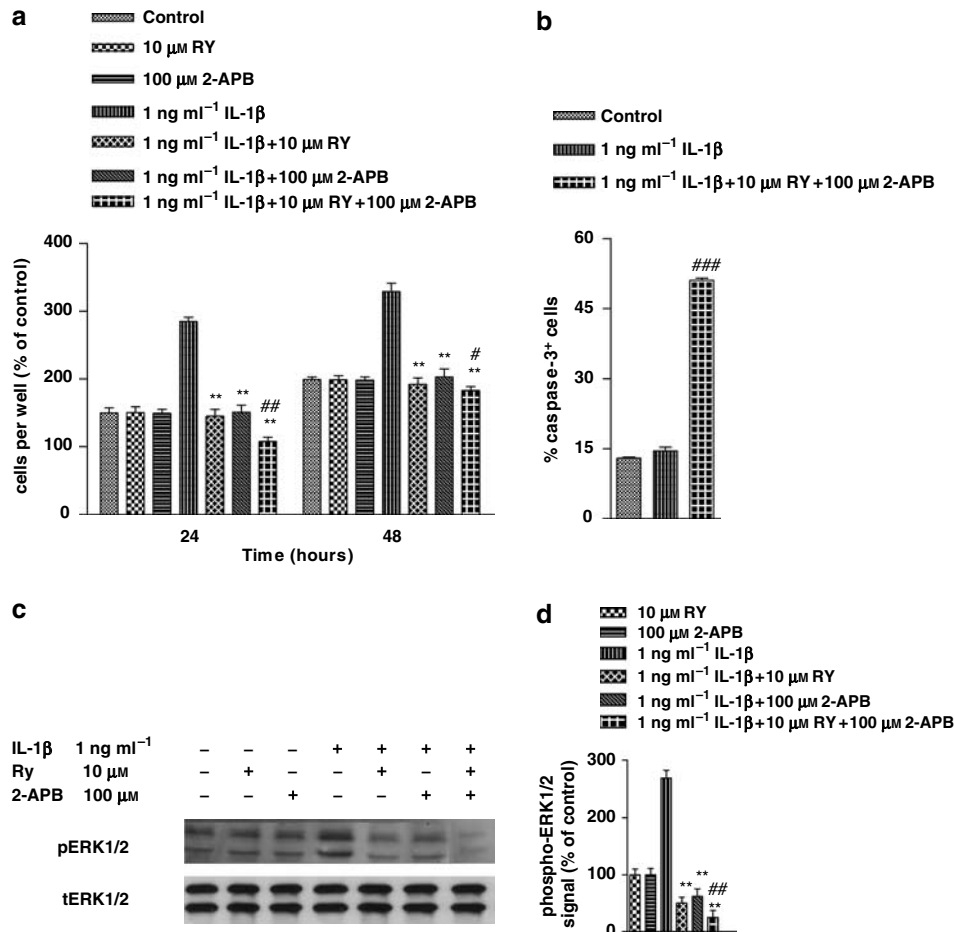 a
Control
10 μM RY
100 μM 2-APB
1 ng ml⁻¹ IL-1β
1 ng ml⁻¹ IL-1β+10 μM RY
1 ng ml⁻¹ IL-1β+100 μM 2-APB
1 ng ml⁻¹ IL-1β+10 μM RY+100 μM 2-APB
cells per well (% of control)
400
300
200
100
0
** ** ## **
** ** # **
24 48
Time (hours)
b
Control
1 ng ml⁻¹ IL-1β
1 ng ml⁻¹ IL-1β+10 μM RY+100 μM 2-APB
% caspase-3⁺ cells
60
45
30
15
0
###
c
IL-1β 1 ng ml⁻¹ – – – + + + +
Ry 10 μM – + – – + – +
2-APB 100 μM – – + – – + +
pERK1/2
tERK1/2
d
10 μM RY
100 μM 2-APB
1 ng ml⁻¹ IL-1β
1 ng ml⁻¹ IL-1β+10 μM RY
1 ng ml⁻¹ IL-1β+100 μM 2-APB
1 ng ml⁻¹ IL-1β+10 μM RY+100 μM 2-APB
phospho-ERK1/2
signal (% of control)
300
200
100
0
** ** ## **